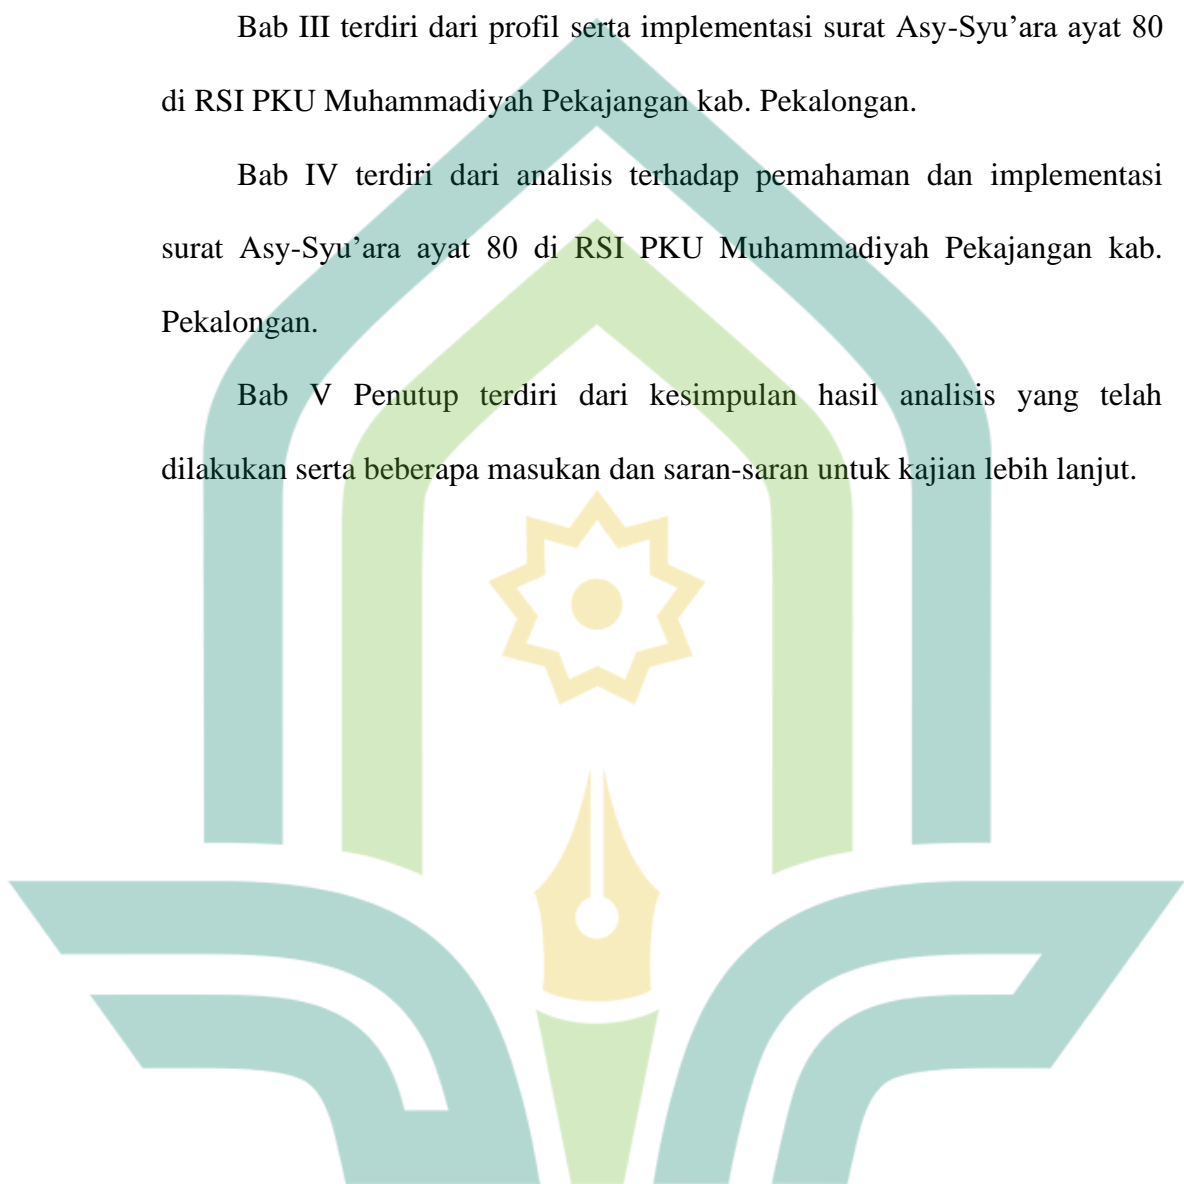 Bab III terdiri dari profil serta implementasi surat Asy-Syu’ara ayat 80
di RSI PKU Muhammadiyah Pekajangan kab. Pekalongan.
Bab IV terdiri dari analisis terhadap pemahaman dan implementasi
surat Asy-Syu’ara ayat 80 di RSI PKU Muhammadiyah Pekajangan kab.
Pekalongan.
Bab V Penutup terdiri dari kesimpulan hasil analisis yang telah
dilakukan serta beberapa masukan dan saran-saran untuk kajian lebih lanjut.